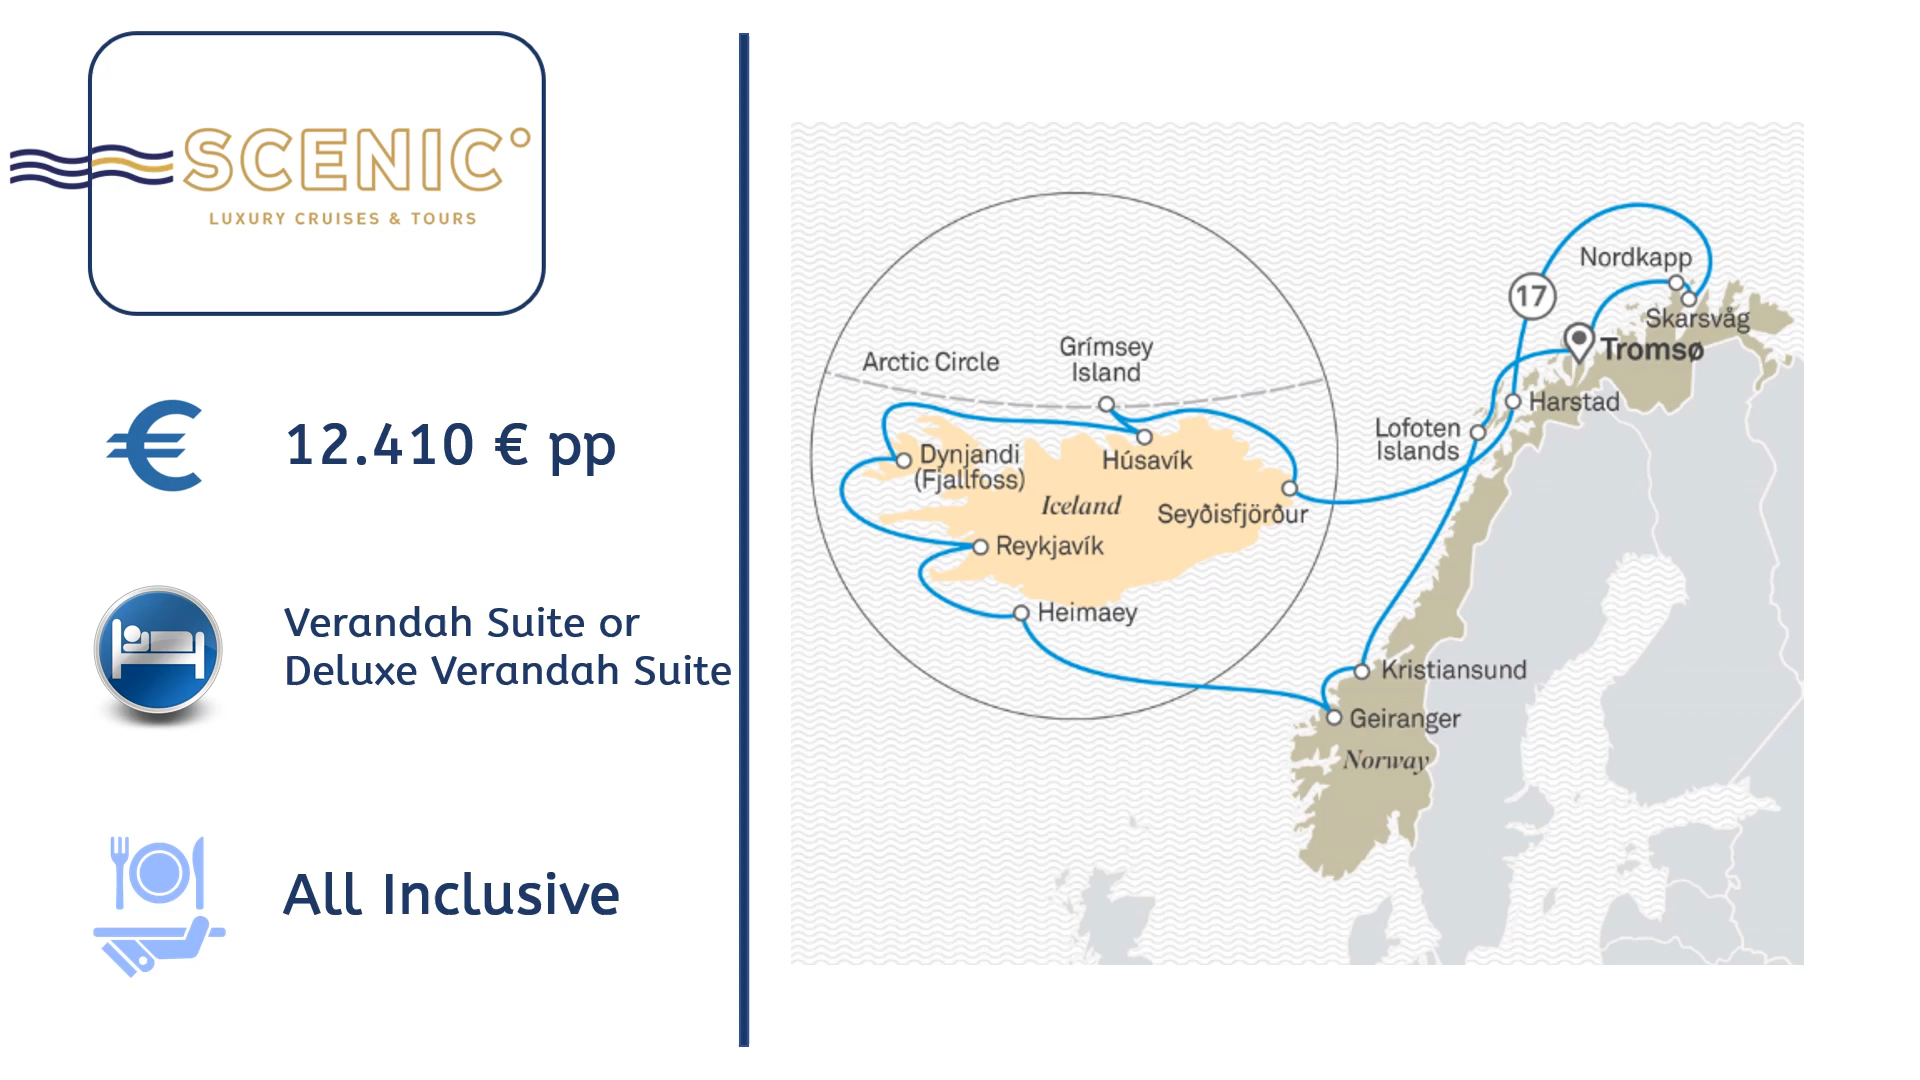 SCENIC°
LUXURY CRUISES & TOURS
12.410 € pp
Verandah Suite or
Deluxe Verandah Suite
All Inclusive
Nordkapp
17
Skarsvåg
Tromsø
Arctic Circle
Grímsey
Island
Harstad
Lofoten
Islands
Dynjandi
(Fjallfoss)
Húsavík
Iceland
Seyðisfjörður
Reykjavík
Heimaey
Kristiansund
Geiranger
Norway